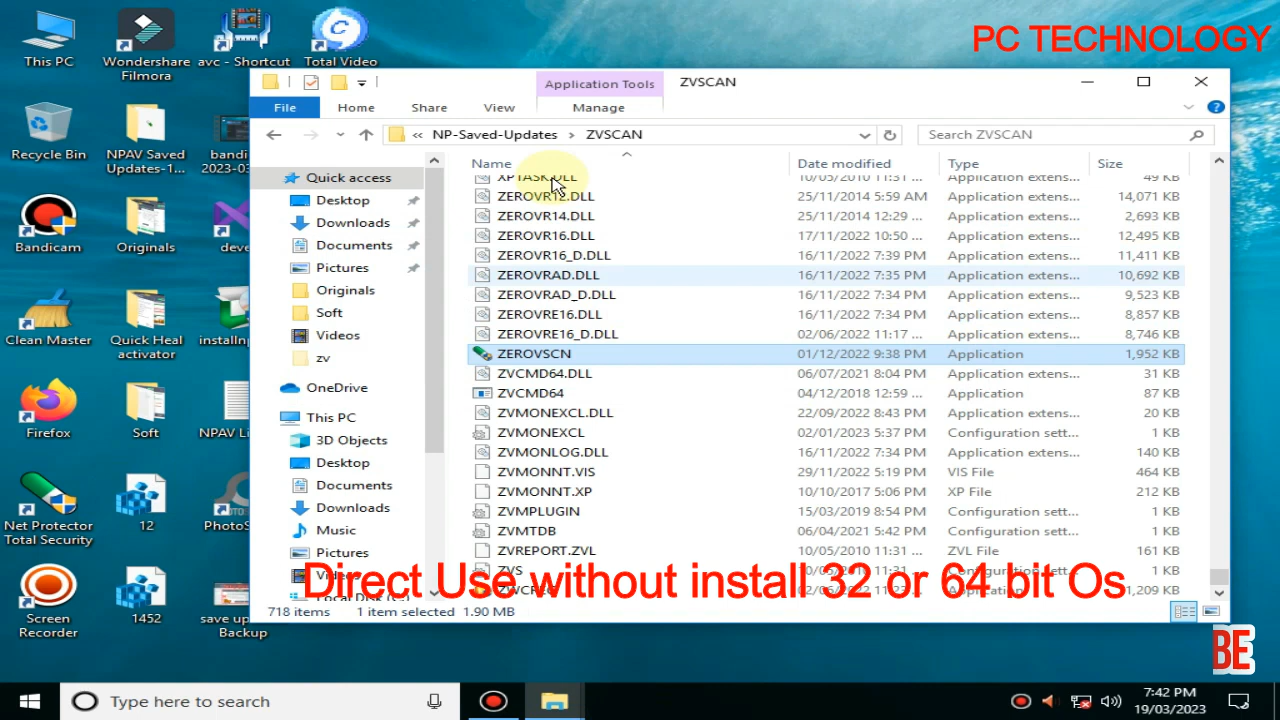 PC TECHNOLOGY
This PC
Wondershare
Filmora
avc - Shortcut
Total Video
Recycle Bin
NPAV Saved
Updates-1...
bandi
2023-03
Bandicam
Originals
deve
Clean Master
Quick Heal
activator
installnp
Firefox
Soft
NPAV Li
Net Protector
Total Security
12
PhotoS
Screen
Recorder
1452
save up
Backup
Application Tools
ZVSCAN
File
Home
Share
View
Manage
« NP-Saved-Updates > ZVSCAN
Search ZVSCAN
Quick access
Desktop
Downloads
Documents
Pictures
Originals
Soft
Videos
zv
OneDrive
This PC
3D Objects
Desktop
Documents
Downloads
Music
Pictures
Videos
Name Date modified Type Size
XPTASK.DLL 10/05/2010 11:31 ... Application extens... 49 KB
ZEROVR12.DLL 25/11/2014 5:59 AM Application extens... 14,071 KB
ZEROVR14.DLL 25/11/2014 12:29 ... Application extens... 2,693 KB
ZEROVR16.DLL 17/11/2022 10:50 ... Application extens... 12,495 KB
ZEROVR16_D.DLL 16/11/2022 7:39 PM Application extens... 11,411 KB
ZEROVRAD.DLL 16/11/2022 7:35 PM Application extens... 10,692 KB
ZEROVRAD_D.DLL 16/11/2022 7:34 PM Application extens... 9,523 KB
ZEROVRE16.DLL 16/11/2022 7:34 PM Application extens... 8,857 KB
ZEROVRE16_D.DLL 02/06/2022 11:17 ... Application extens... 8,746 KB
ZEROVSCN 01/12/2022 9:38 PM Application 1,952 KB
ZVCMD64.DLL 06/07/2021 8:04 PM Application extens... 31 KB
ZVCMD64 04/12/2018 12:59 ... Application 87 KB
ZVMONEXCL.DLL 22/09/2022 8:43 PM Application extens... 20 KB
ZVMONEXCL 02/01/2023 5:37 PM Configuration sett... 1 KB
ZVMONLOG.DLL 16/11/2022 7:34 PM Application extens... 140 KB
ZVMONNT.VIS 29/11/2022 5:19 PM VIS File 464 KB
ZVMONNT.XP 10/10/2017 5:06 PM XP File 212 KB
ZVMPLUGIN 15/03/2019 8:54 PM Configuration sett... 1 KB
ZVMTDB 06/04/2021 5:42 PM Configuration sett... 1 KB
ZVREPORT.ZVL 10/05/2010 11:31 ... ZVL File 161 KB
ZVS 1 KB
Direct Use without install 32 or 64 bit Os
718 items 1 item selected 1.90 MB
BE
Type here to search
7:42 PM
19/03/2023